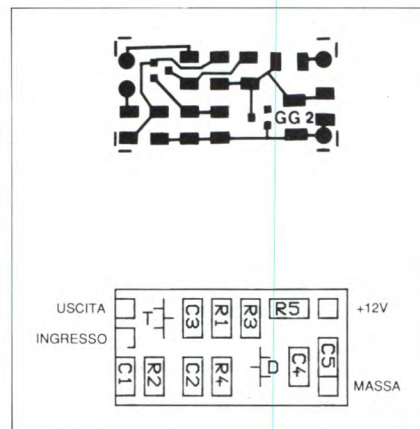 GG 2
USCITA T C3 R1 R3 R5 +12V
INGRESSO
C1 R2 C2 R4 D C4 C5 MASSA